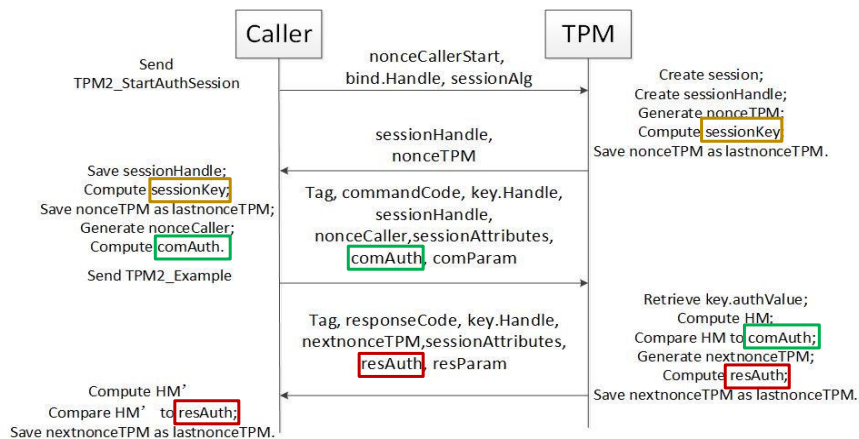 Caller
TPM
Send
TPM2_StartAuthSession
nonceCallerStart,
bind.Handle, sessionAlg
Create session;
Create sessionHandle;
Generate nonceTPM;
Compute sessionKey;
Save nonceTPM as lastnonceTPM.
sessionHandle,
nonceTPM
Save sessionHandle;
Compute sessionKey;
Save nonceTPM as lastnonceTPM;
Generate nonceCaller;
Compute comAuth.
Send TPM2_Example
Tag, commandCode, key.Handle,
sessionHandle,
nonceCaller,sessionAttributes,
comAuth, comParam
Retrieve key.authValue;
Compute HM;
Compare HM to comAuth;
Generate nextnonceTPM;
Compute resAuth;
Save nextnonceTPM as lastnonceTPM.
Tag, responseCode, key.Handle,
nextnonceTPM,sessionAttributes,
resAuth, resParam
Compute HM’
Compare HM’ to resAuth;
Save nextnonceTPM as lastnonceTPM.